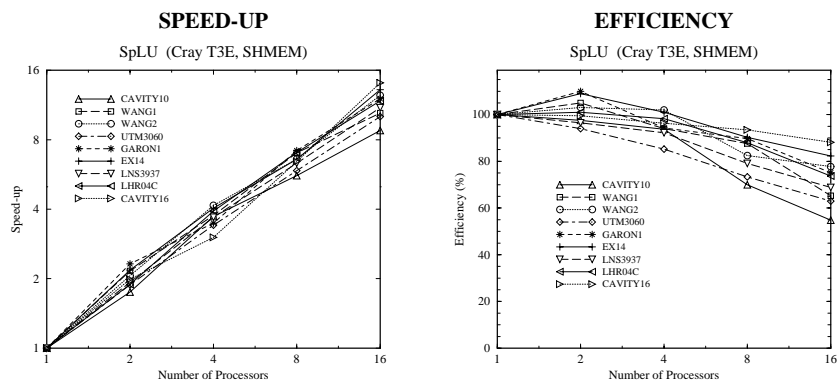 SPEED-UP
SpLU (Cray T3E, SHMEM)
16
8
4
2
1
Speed-up
CAVITY10
WANG1
WANG2
UTM3060
GARON1
EX14
LNS3937
LHR04C
CAVITY16
1
2
4
8
16
Number of Processors
EFFICIENCY
SpLU (Cray T3E, SHMEM)
100
80
60
40
20
0
Efficiency (%)
CAVITY10
WANG1
WANG2
UTM3060
GARON1
EX14
LNS3937
LHR04C
CAVITY16
1
2
4
8
16
Number of Processors